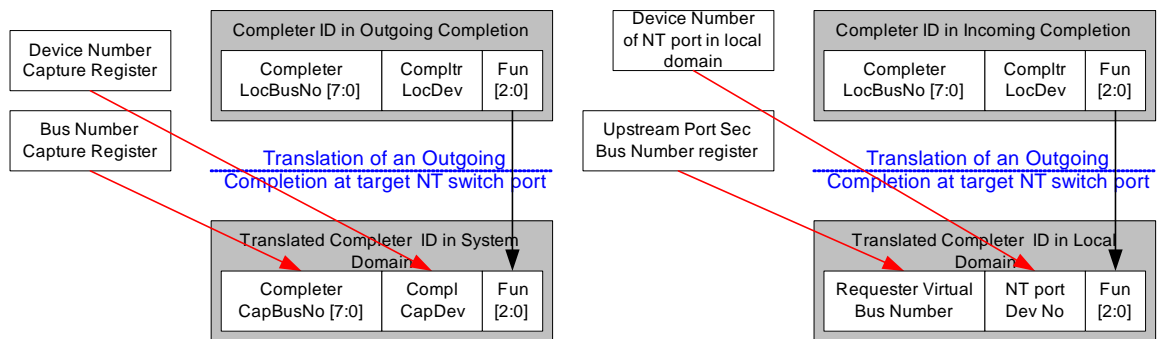 Device Number
Capture Register
Bus Number
Capture Register
Completer ID in Outgoing Completion
Completer
LocBusNo [7:0]
Compltr
LocDev
Fun
[2:0]
Translation of an Outgoing
Completion at target NT switch port
Translated Completer ID in System
Domain
Completer
CapBusNo [7:0]
Compl
CapDev
Fun
[2:0]
Device Number
of NT port in local
domain
Upstream Port Sec
Bus Number register
Completer ID in Incoming Completion
Completer
LocBusNo [7:0]
Compltr
LocDev
Fun
[2:0]
Translation of an Outgoing
Completion at target NT switch port
Translated Completer ID in Local
Domain
Requester Virtual
Bus Number
NT port
Dev No
Fun
[2:0]